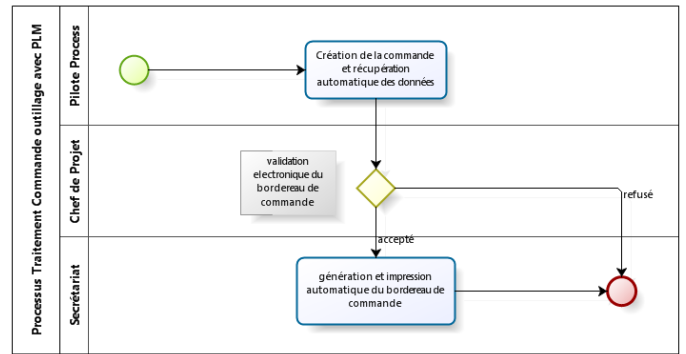 Processus Traitement Commande outillage avec PLM
Pilote Process
Création de la commande
et récupération
automatique des données
Chef de Projet
validation
electronique du
bordereau de
commande
refusé
accepté
Secrétariat
génération et impression
automatique du bordereau de
commande